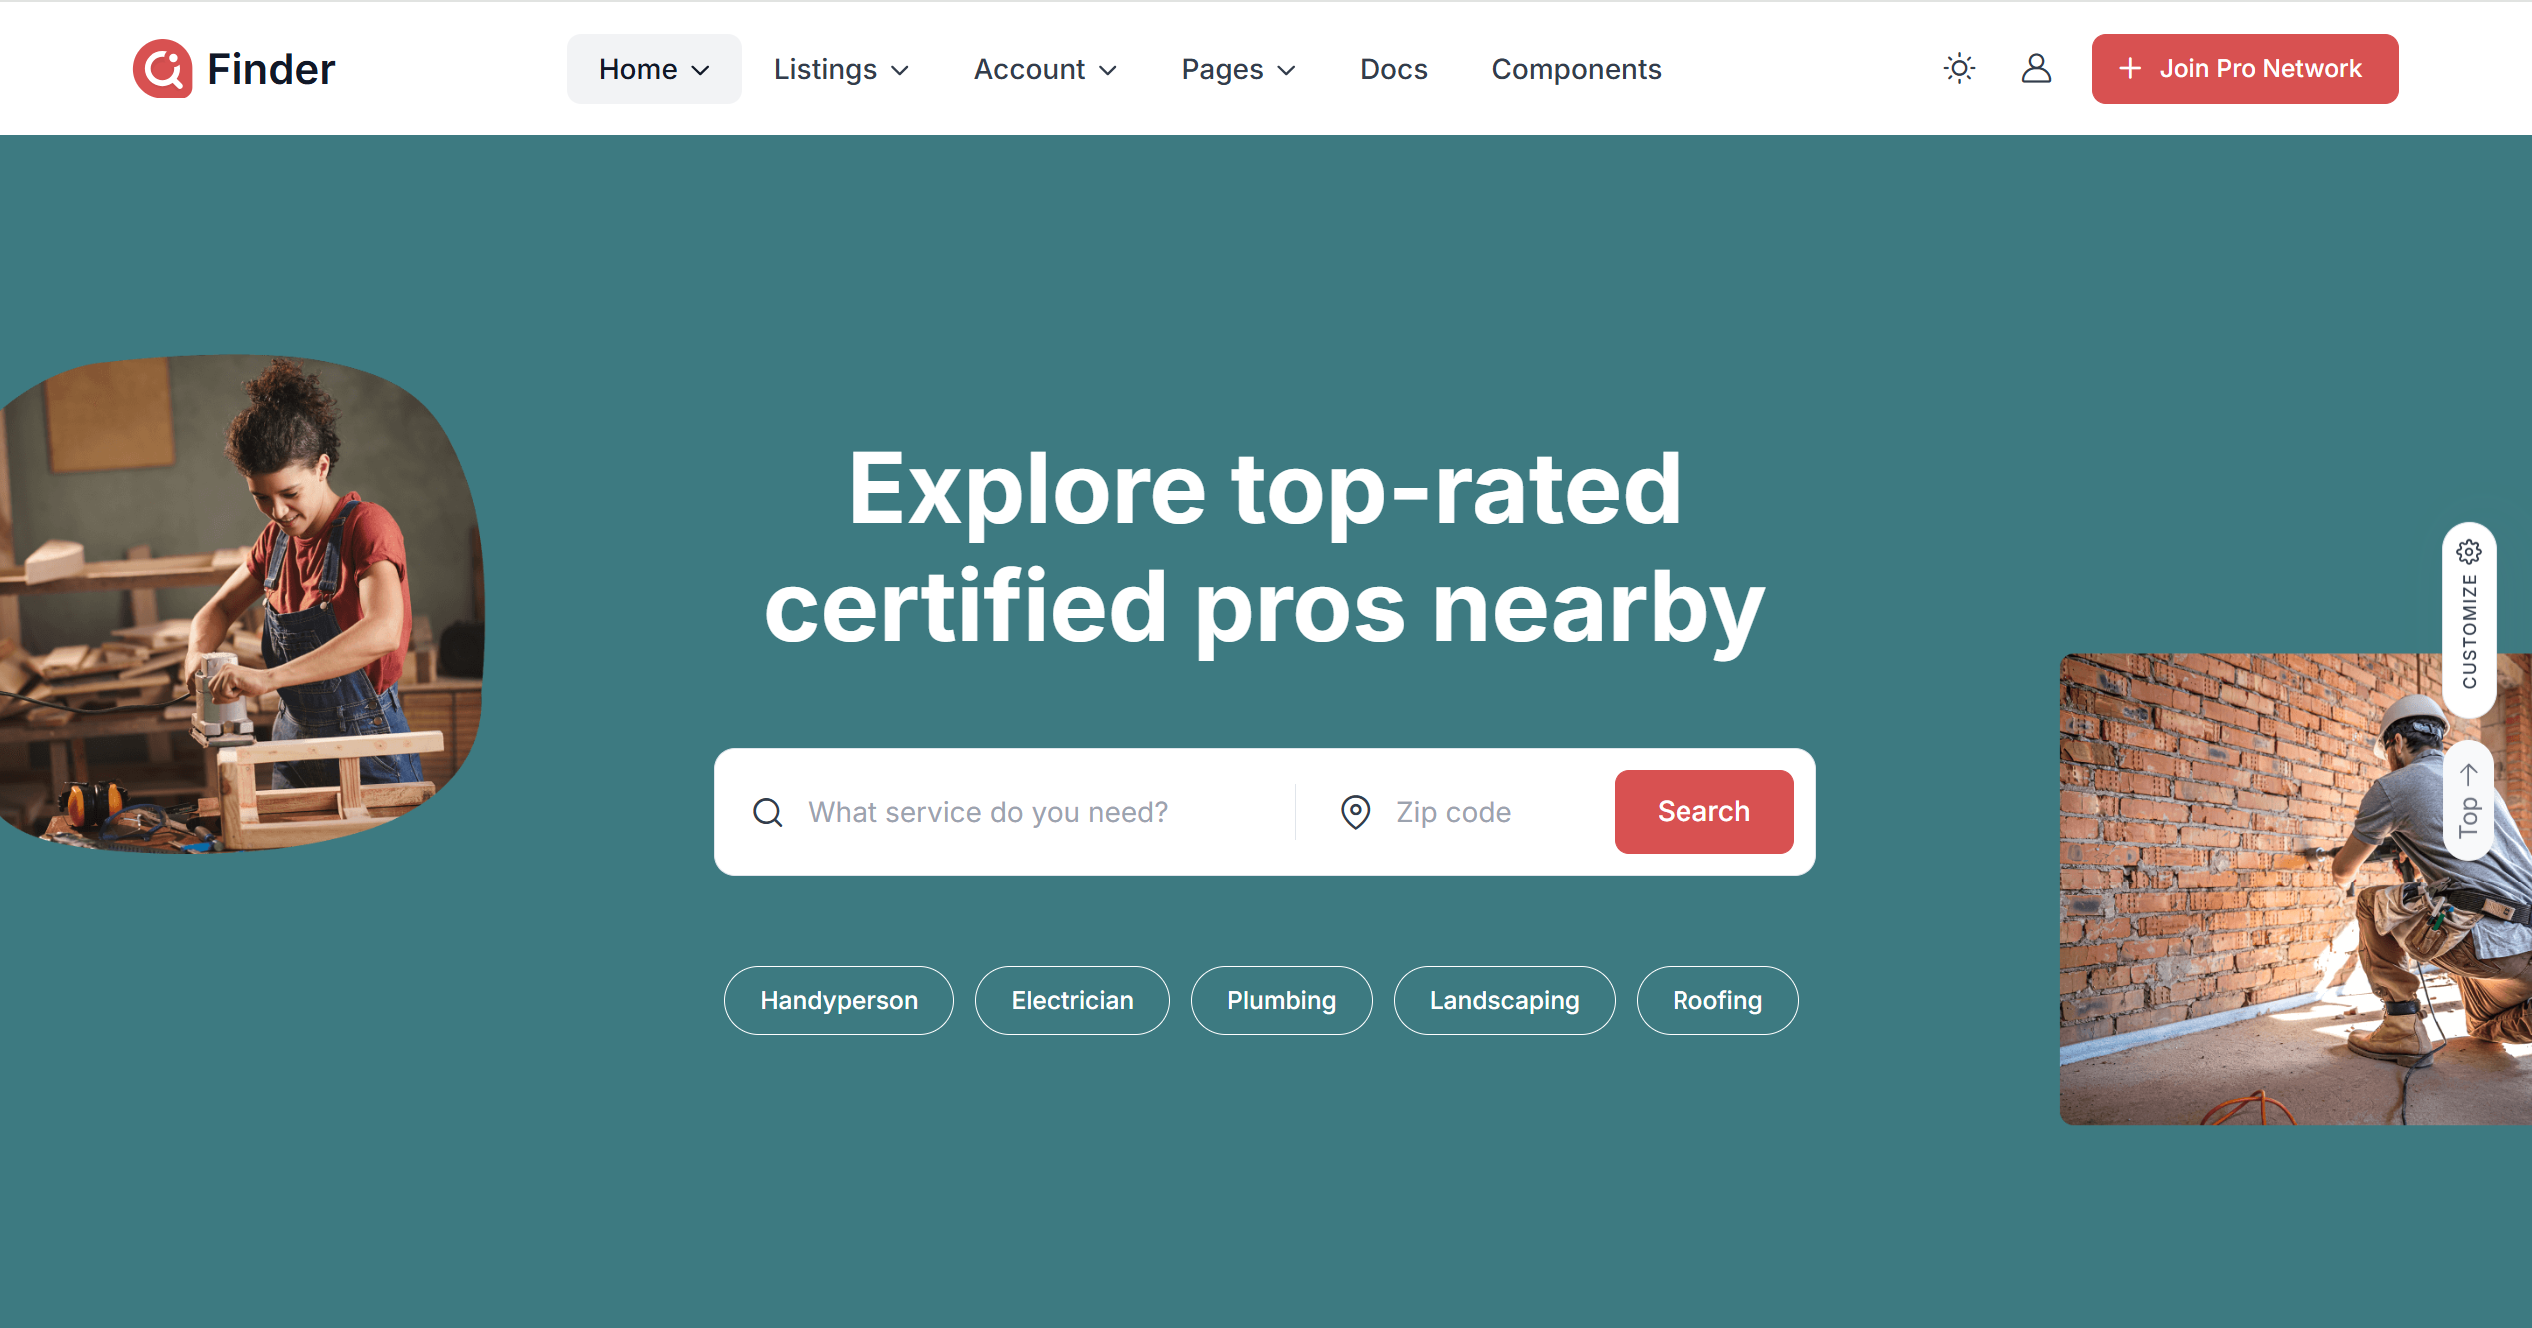 Finder
Home
Listings
Account
Pages
Docs
Components
Join Pro Network
Explore top-rated
certified pros nearby
What service do you need?
Zip code
Search
Handyperson
Electrician
Plumbing
Landscaping
Roofing
CUSTOMIZE
Top